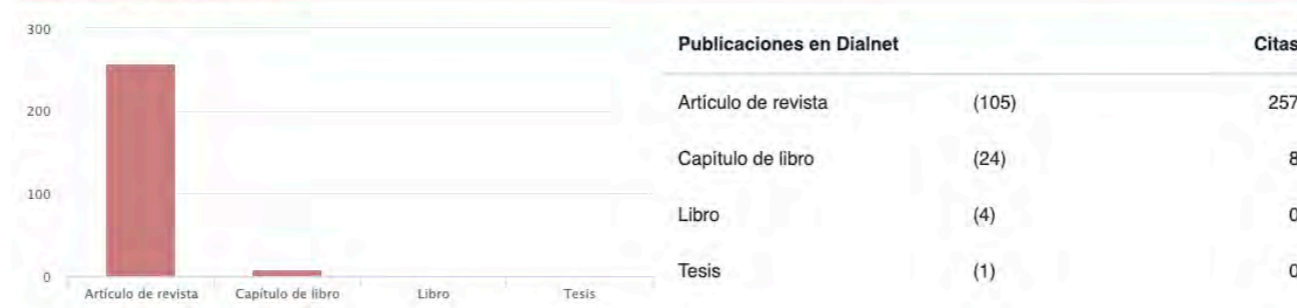 300
200
100
0
Artículo de revista Capítulo de libro Libro Tesis
Publicaciones en Dialnet Citas
Artículo de revista (105) 257
Capítulo de libro (24) 8
Libro (4) 0
Tesis (1) 0